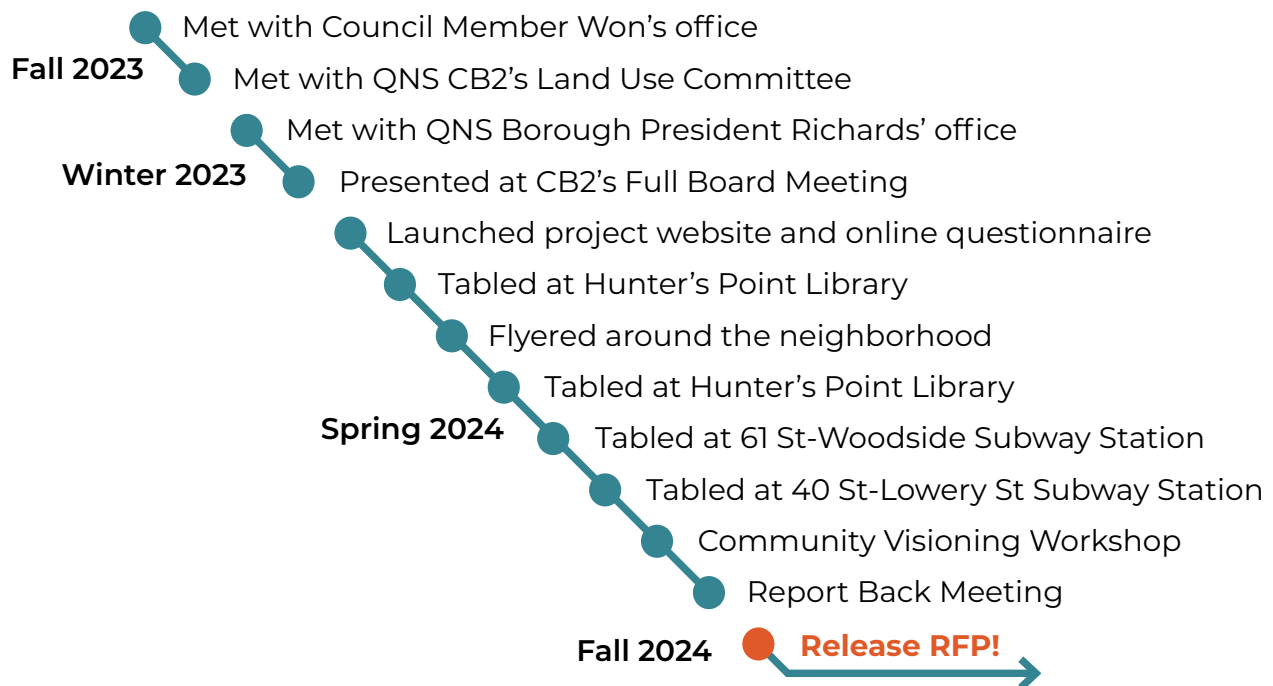 Met with Council Member Won’s office
Fall 2023
Met with QNS CB2’s Land Use Committee
Met with QNS Borough President Richards’ office
Winter 2023
Presented at CB2’s Full Board Meeting
Launched project website and online questionnaire
Tabled at Hunter’s Point Library
Flyered around the neighborhood
Tabled at Hunter’s Point Library
Spring 2024
Tabled at 61 St-Woodside Subway Station
Tabled at 40 St-Lowery St Subway Station
Community Visioning Workshop
Report Back Meeting
Fall 2024
Release RFP!